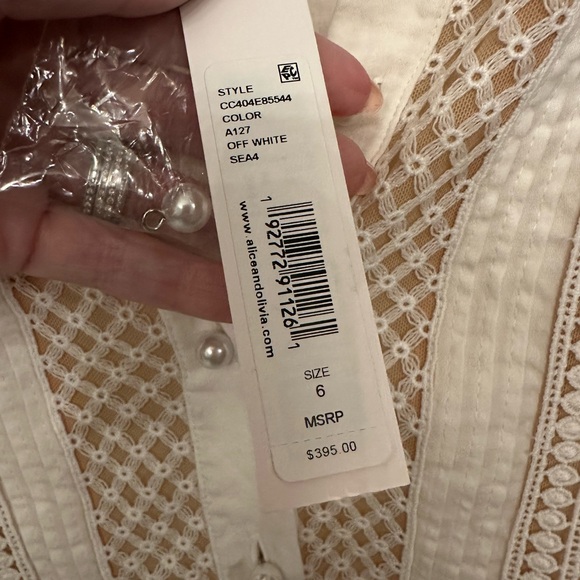 STYLE
CC404E85544
COLOR
A127
OFF WHITE
SEA4
www.aliceandolivia.com
1 92772 91126 1
SIZE
6
MSRP
$395.00